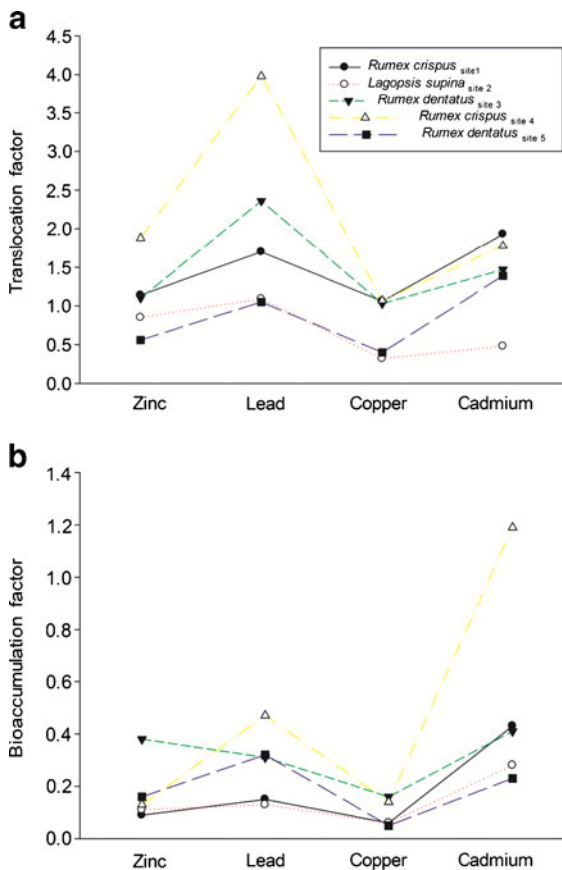 a
4.5
4.0
3.5
3.0
2.5
2.0
1.5
1.0
0.5
0.0
Translocation factor
Rumex crispus site1
Lagopsis supina site 2
Rumex dentatus site 3
Rumex crispus site 4
Rumex dentatus site 5
Zinc Lead Copper Cadmium
b
1.4
1.2
1.0
0.8
0.6
0.4
0.2
0.0
Bioaccumulation factor
Zinc Lead Copper Cadmium